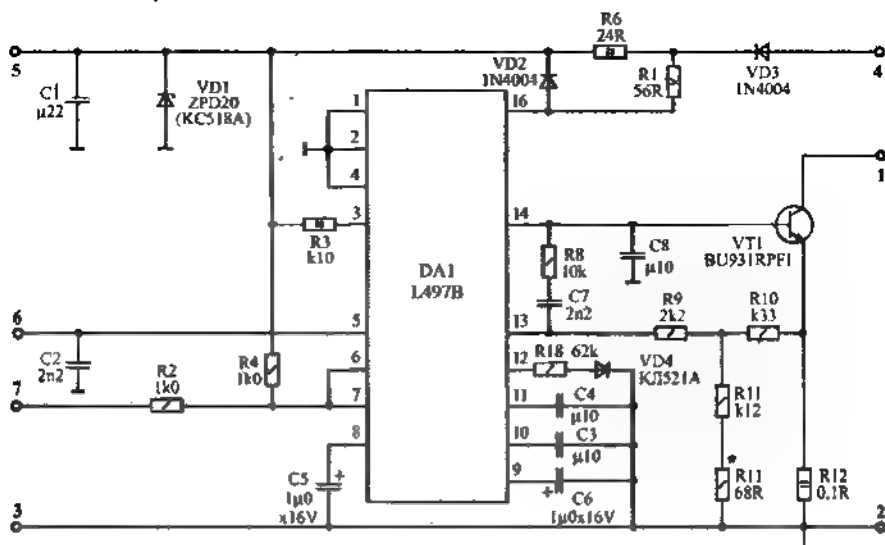 R6
24R
5
4
VD2
1N4004
R1
56R
VD3
1N4004
C1
µ22
VD1
ZPD20
(KC518A)
1
16
2
4
1
3
14
R3
k10
DA1
L497B
R8
10k
C8
µ10
VT1
BU931RPF1
C7
2n2
R9
2k2
R10
k33
6
5
13
C2
2n2
R4
1k0
6
12
R18 62k
VD4
КД521А
R2
1k0
7
7
11
C4
µ10
R11
k12
8
10
C3
µ10
9
*
C5
1µ0
x16V
+
+
C6
1µ0x16V
R11
68R
R12
0.1R
3
2